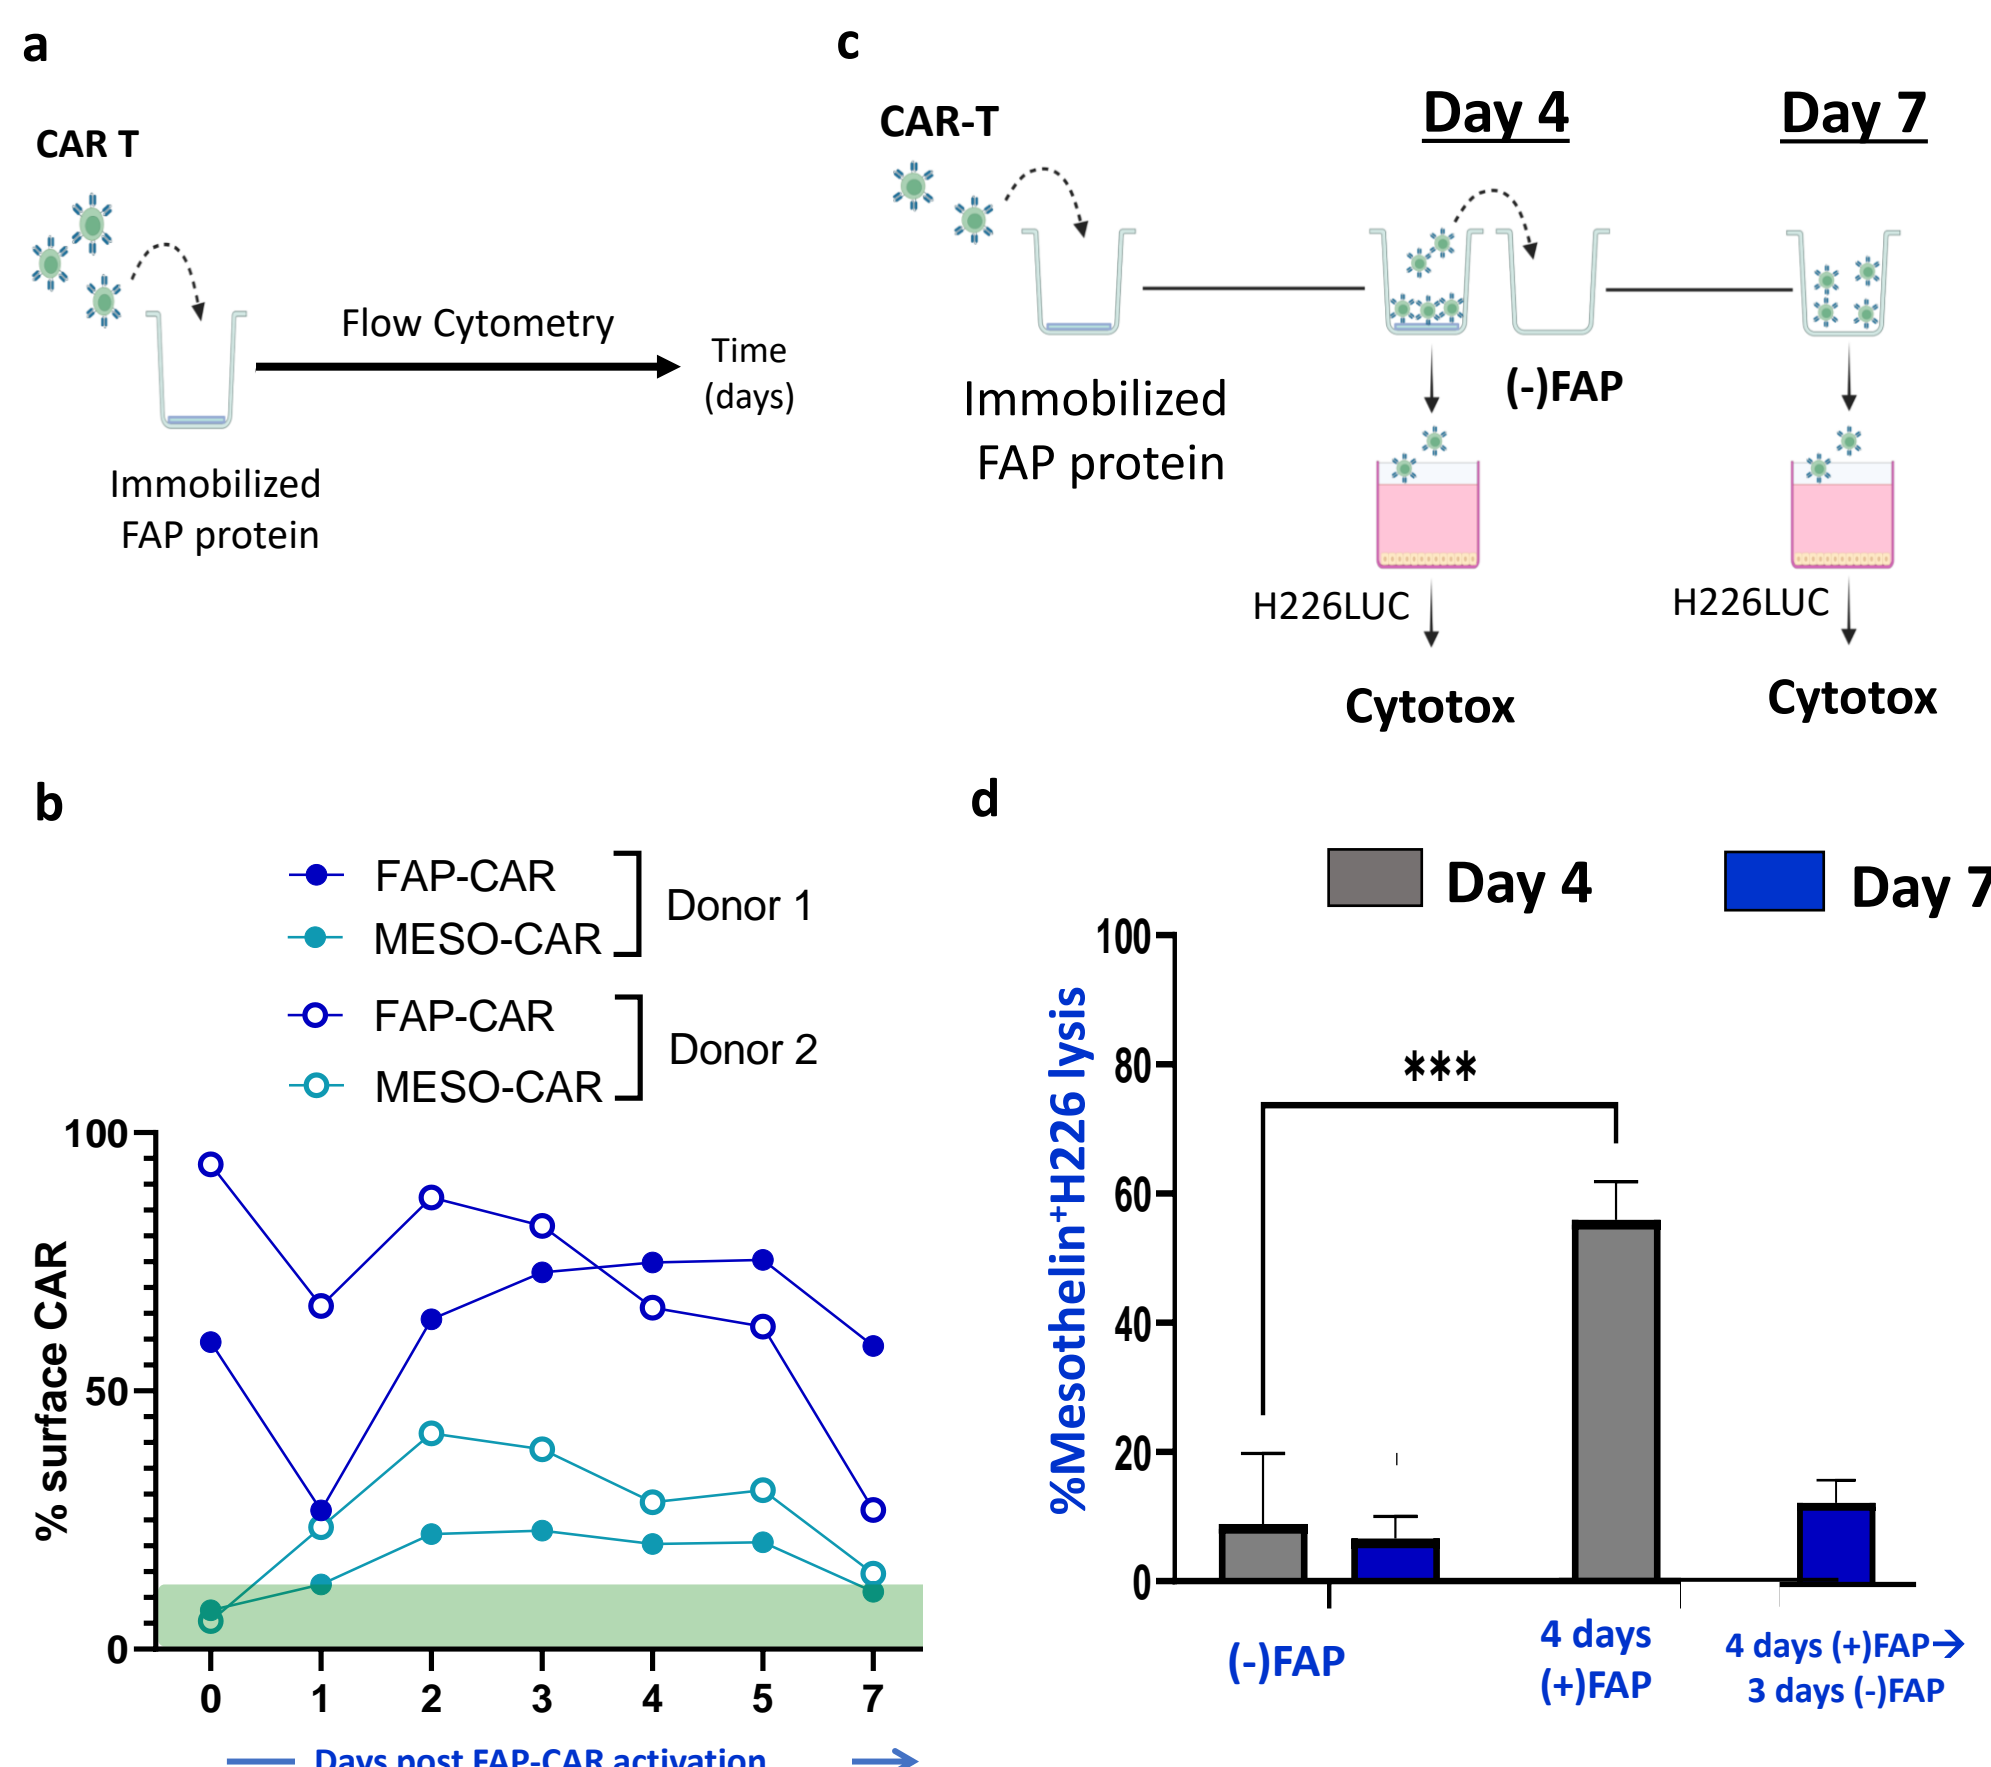 a
CAR T
Flow Cytometry
Time
(days)
Immobilized
FAP protein
c
CAR-T
Day 4
Day 7
Immobilized
FAP protein
(-)FAP
H226LUC
H226LUC
Cytotox
Cytotox
b
FAP-CAR
MESO-CAR
Donor 1
FAP-CAR
MESO-CAR
Donor 2
% surface CAR
100
50
0
0 1 2 3 4 5 7
Days post FAP-CAR activation
d
Day 4
Day 7
%Mesothelin⁺H226 lysis
100
80
60
40
20
0
***
(-)FAP
4 days
(+)FAP
4 days (+)FAP→
3 days (-)FAP